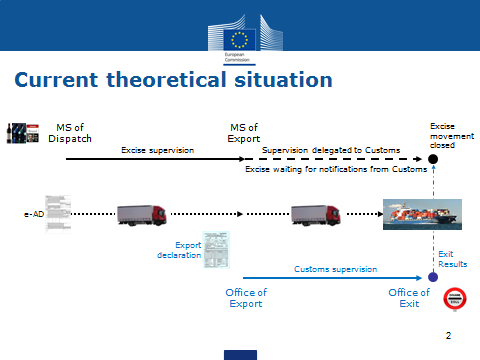 European
Commission
Current theoretical situation
MS of
Dispatch
MS of
Export
Excise
movement
closed
Excise supervision
Supervision delegated to Customs
Excise waiting for notifications from Customs
e-AD
Export
declaration
Exit
Results
Customs supervision
Office of
Export
Office of
Exit
2